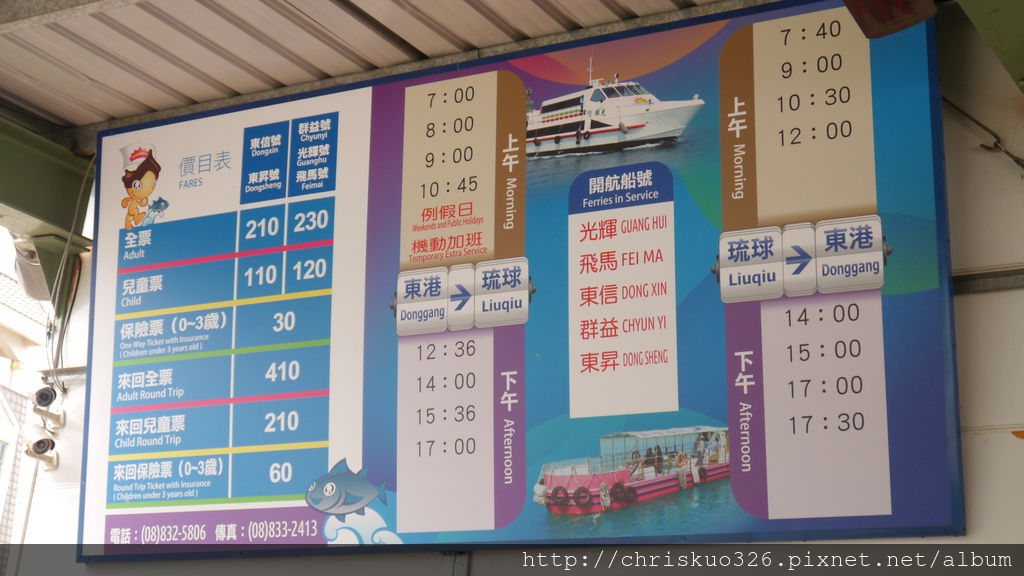 價目表
FARES
東信號
Dongxin
東昇號
Dongsheng
群益號
Chyunyi
光輝號
Guanghu
飛馬號
Feimai
全票 210 230
Adult
兒童票 110 120
Child
保險票（0~3歲） 30
One Way Ticket with Insurance
( Children under 3 years old )
來回全票 410
Adult Round Trip
來回兒童票 210
Child Round Trip
來回保險票（0~3歲） 60
Round Trip Ticket with Insurance
( Children under 3 years old )
電話：(08)832-5806 傳真：(08)833-2413
7：00
8：00
9：00
10：45
例假日
Weekends and Public Holidays
機動加班
Temporary Extra Service
上午 Morning
東港 → 琉球
Donggang Liuqiu
12：36
14：00
15：36
17：00
下午 Afternoon
開航船號
Ferries in Service
光輝 GUANG HUI
飛馬 FEI MA
東信 DONG XIN
群益 CHYUN YI
東昇 DONG SHENG
上午 Morning
7：40
9：00
10：30
12：00
琉球 → 東港
Liuqiu Donggang
下午 Afternoon
14：00
15：00
17：00
17：30
http://chriskuo326.pixnet.net/album